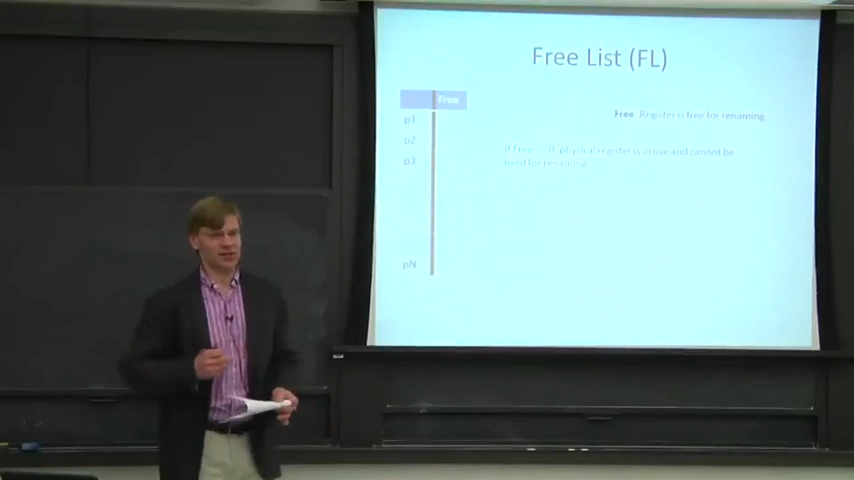 Free List (FL)
Free
Free: Register is free for renaming
p1
p2
If Free == 0, physical register is in use and cannot be
used for renaming
p3
...
pN